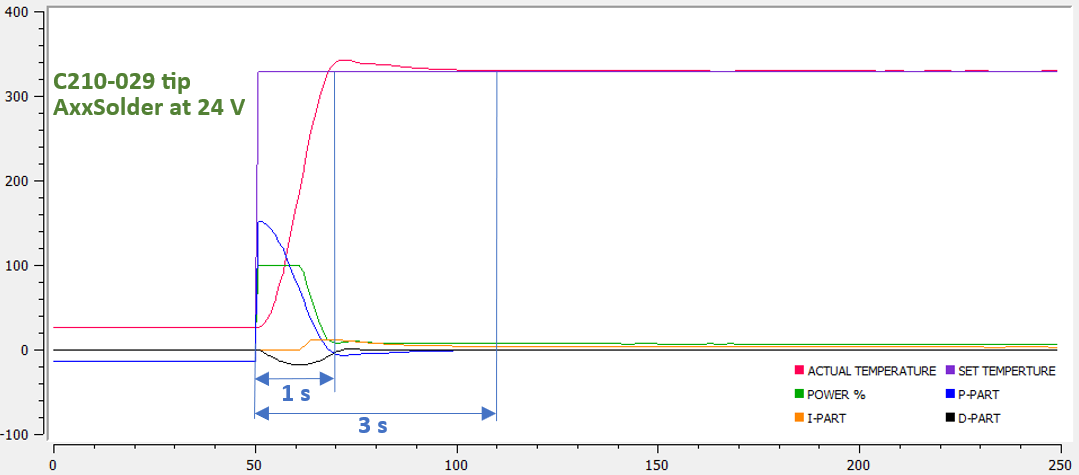 400
300
200
100
0
-100
C210-029 tip
AxxSolder at 24 V
1 s
3 s
ACTUAL TEMPERATURE SET TEMPERTURE
POWER % P-PART
I-PART D-PART
0 50 100 150 200 250